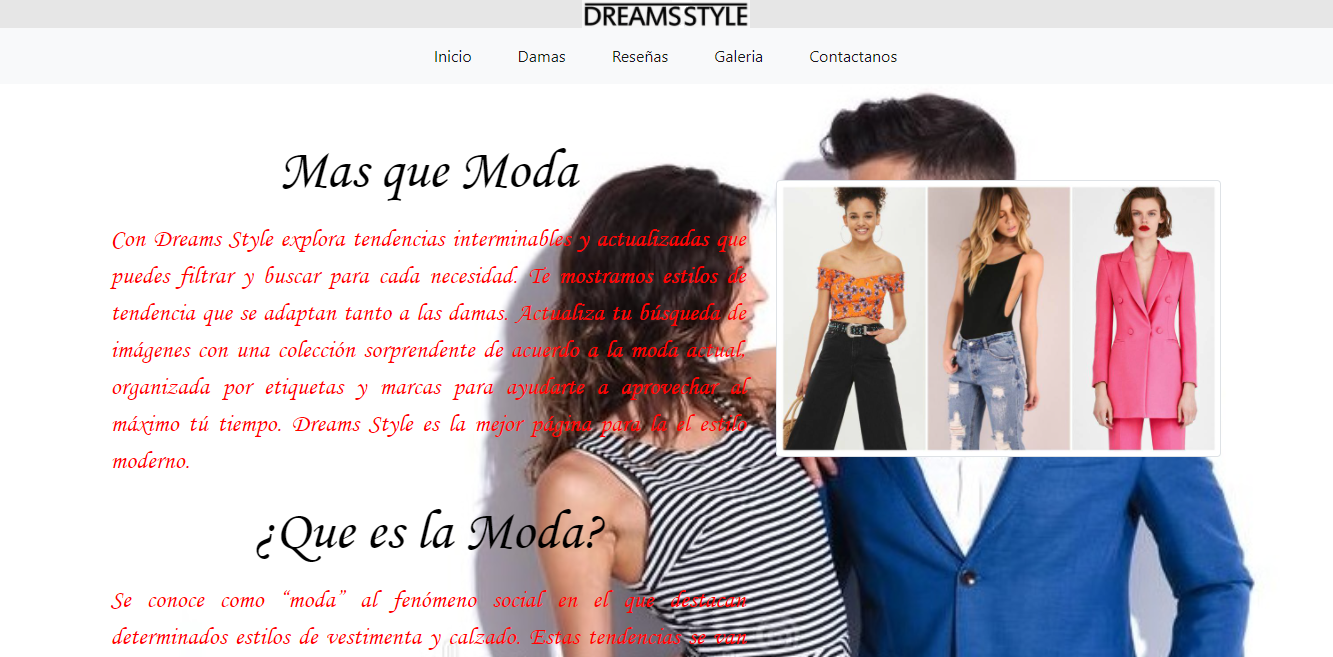 DREAMSSTYLE
Inicio Damas Reseñas Galeria Contactanos
Mas que Moda
Con Dreams Style explora tendencias interminables y actualizadas que
puedes filtrar y buscar para cada necesidad. Te mostramos estilos de
tendencia que se adaptan tanto a las damas. Actualiza tu búsqueda de
imágenes con una colección sorprendente de acuerdo a la moda actual,
organizada por etiquetas y marcas para ayudarte a aprovechar al
máximo tú tiempo. Dreams Style es la mejor página para la el estilo
moderno.
¿Que es la Moda?
Se conoce como “moda” al fenómeno social en el que destacan
determinados estilos de vestimenta y calzado. Estas tendencias se van